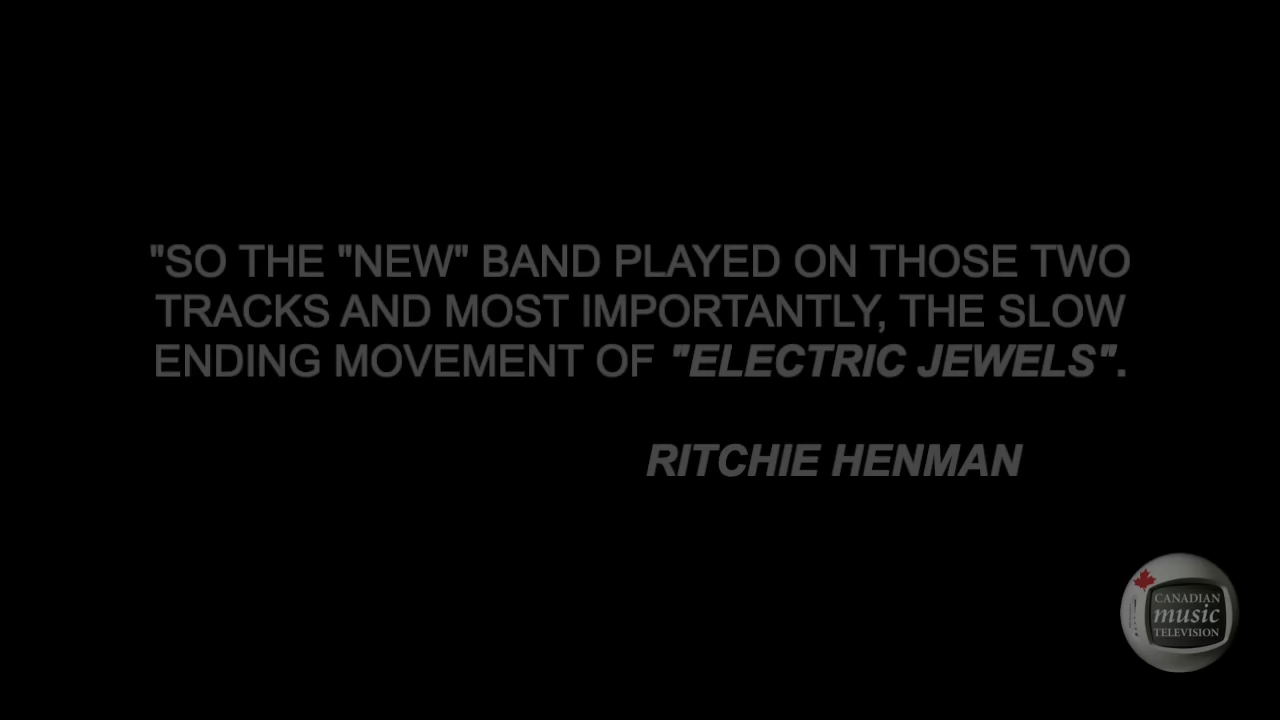 "SO THE "NEW" BAND PLAYED ON THOSE TWO
TRACKS AND MOST IMPORTANTLY, THE SLOW
ENDING MOVEMENT OF "ELECTRIC JEWELS".
RITCHIE HENMAN
CANADIAN
music
TELEVISION